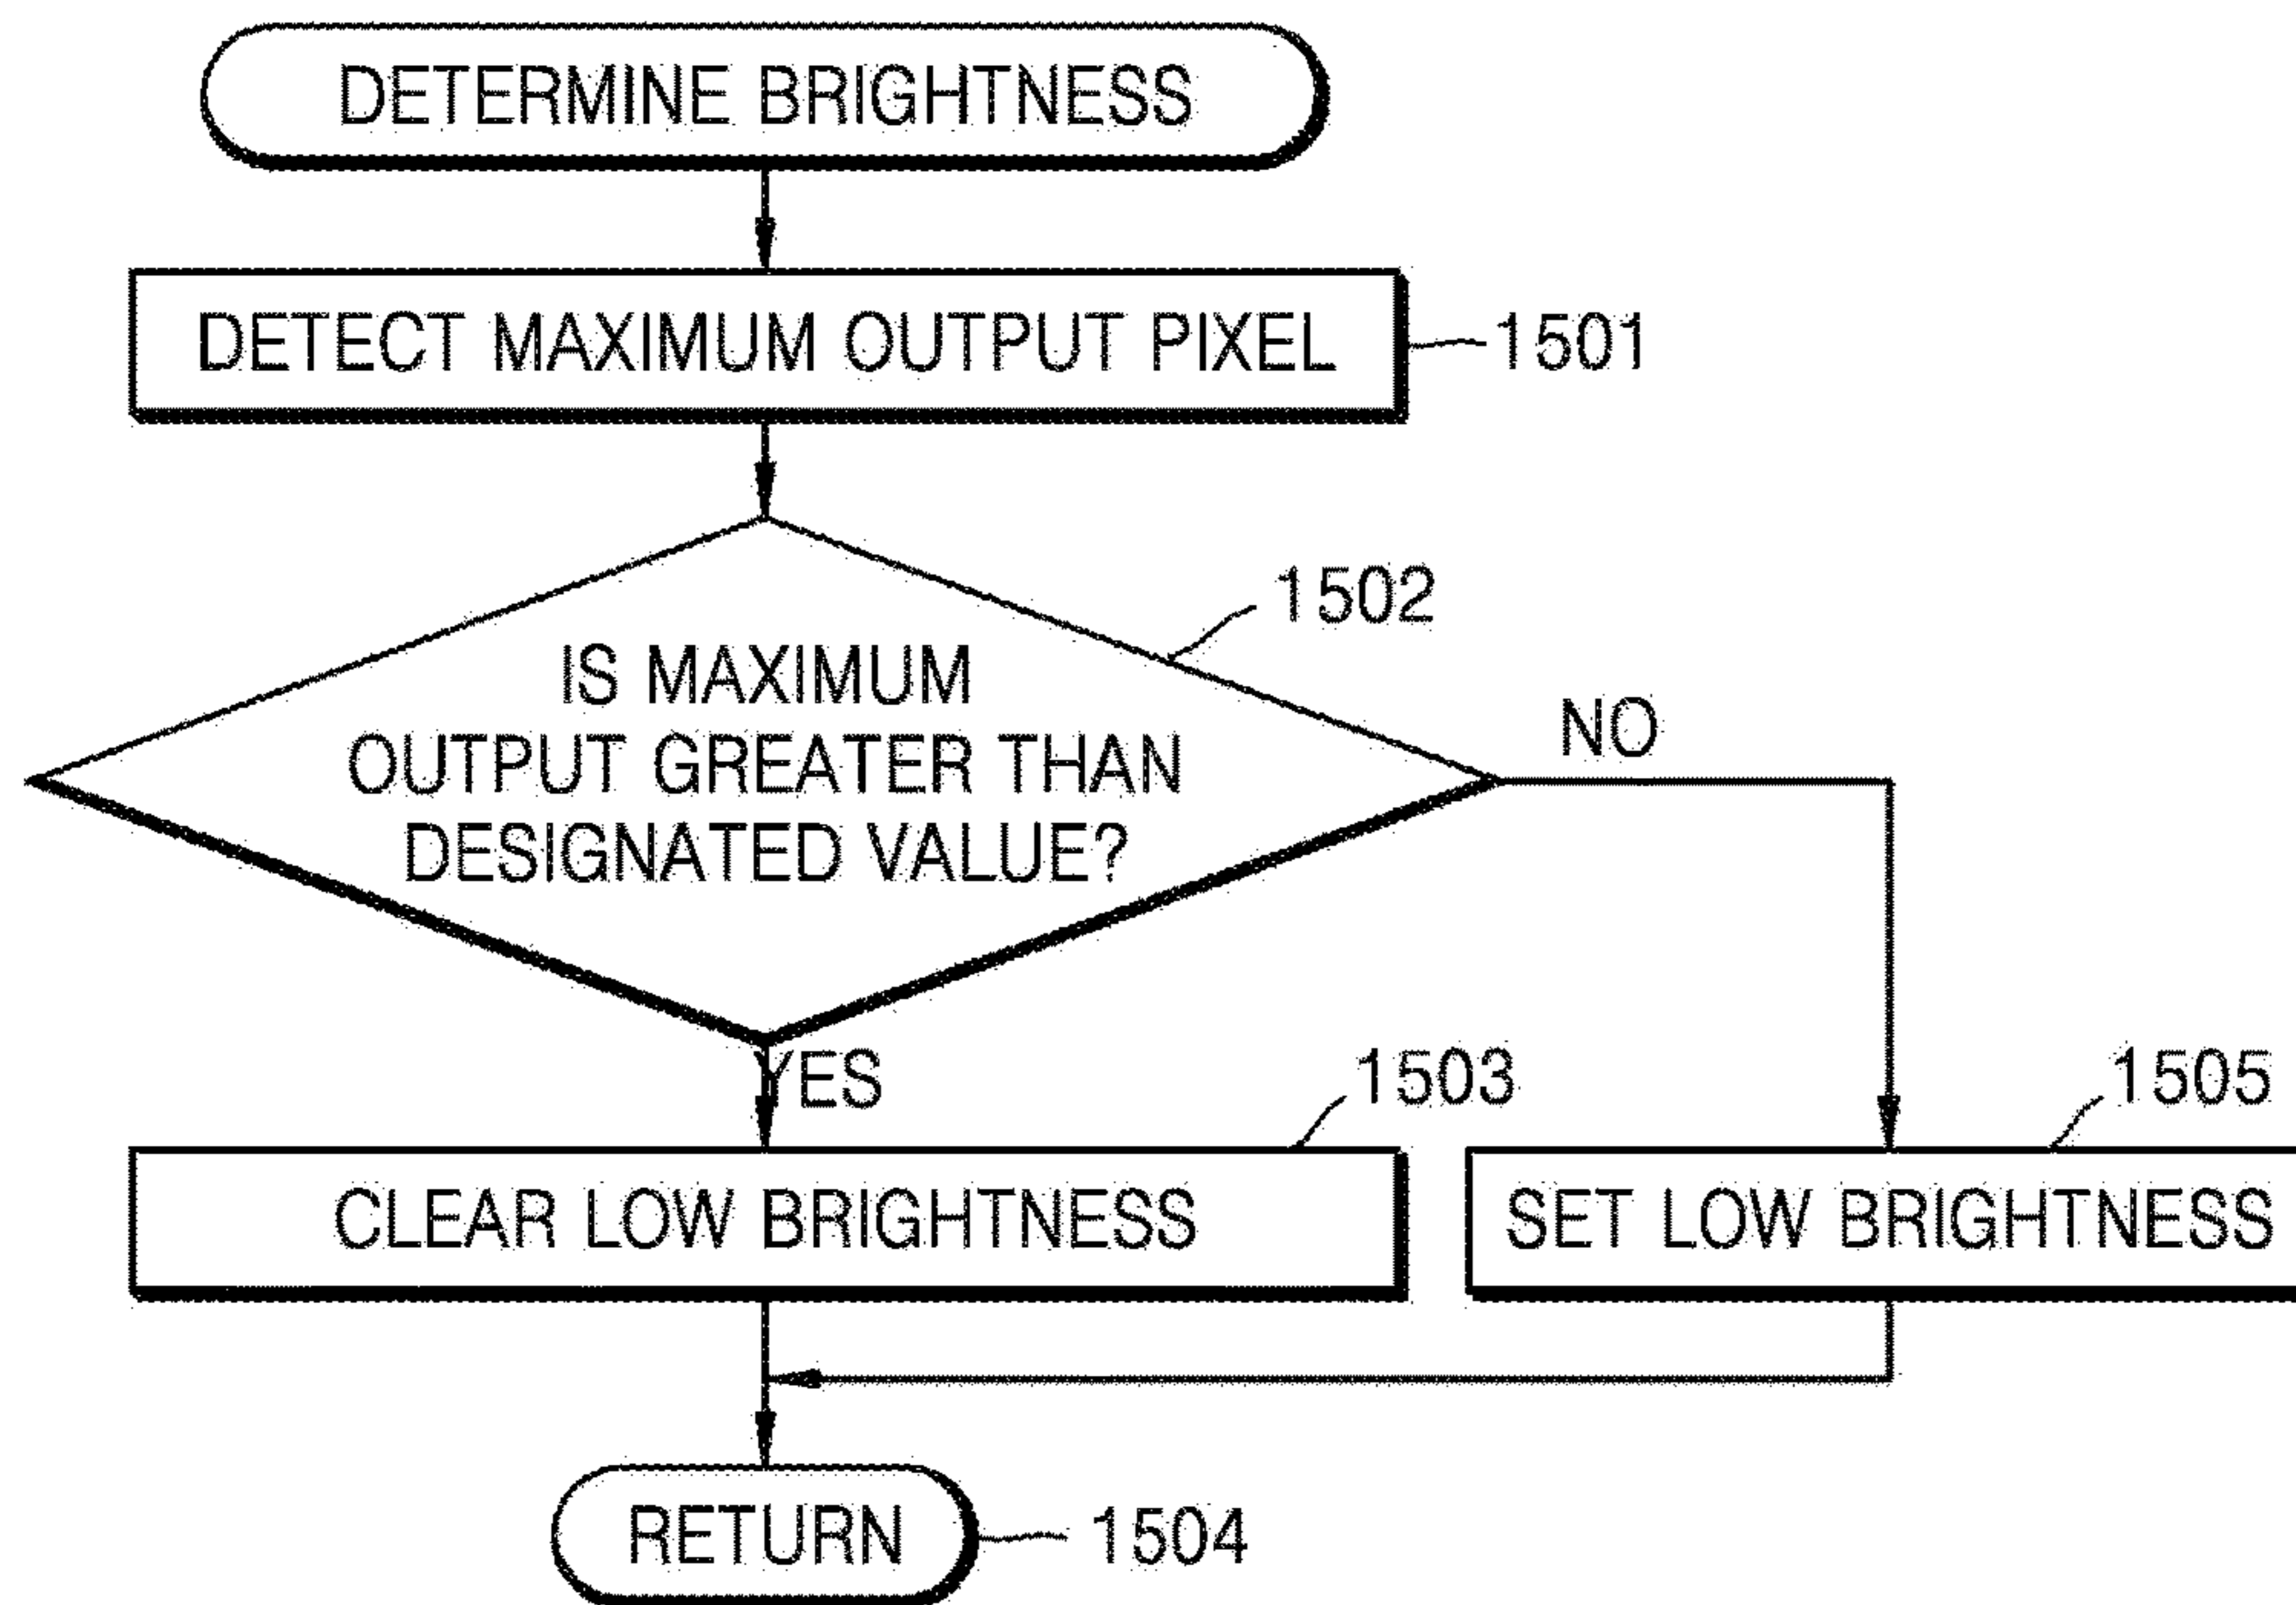 DETERMINE BRIGHTNESS
DETECT MAXIMUM OUTPUT PIXEL
1501
1502
IS MAXIMUM
OUTPUT GREATER THAN
DESIGNATED VALUE?
NO
YES
1503
1505
CLEAR LOW BRIGHTNESS
SET LOW BRIGHTNESS
RETURN
1504